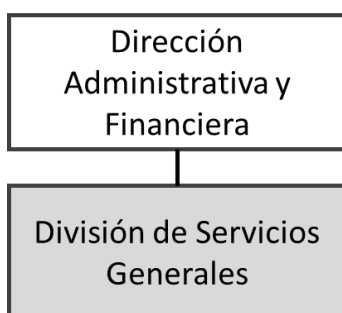 Dirección
Administrativa y
Financiera
División de Servicios
Generales